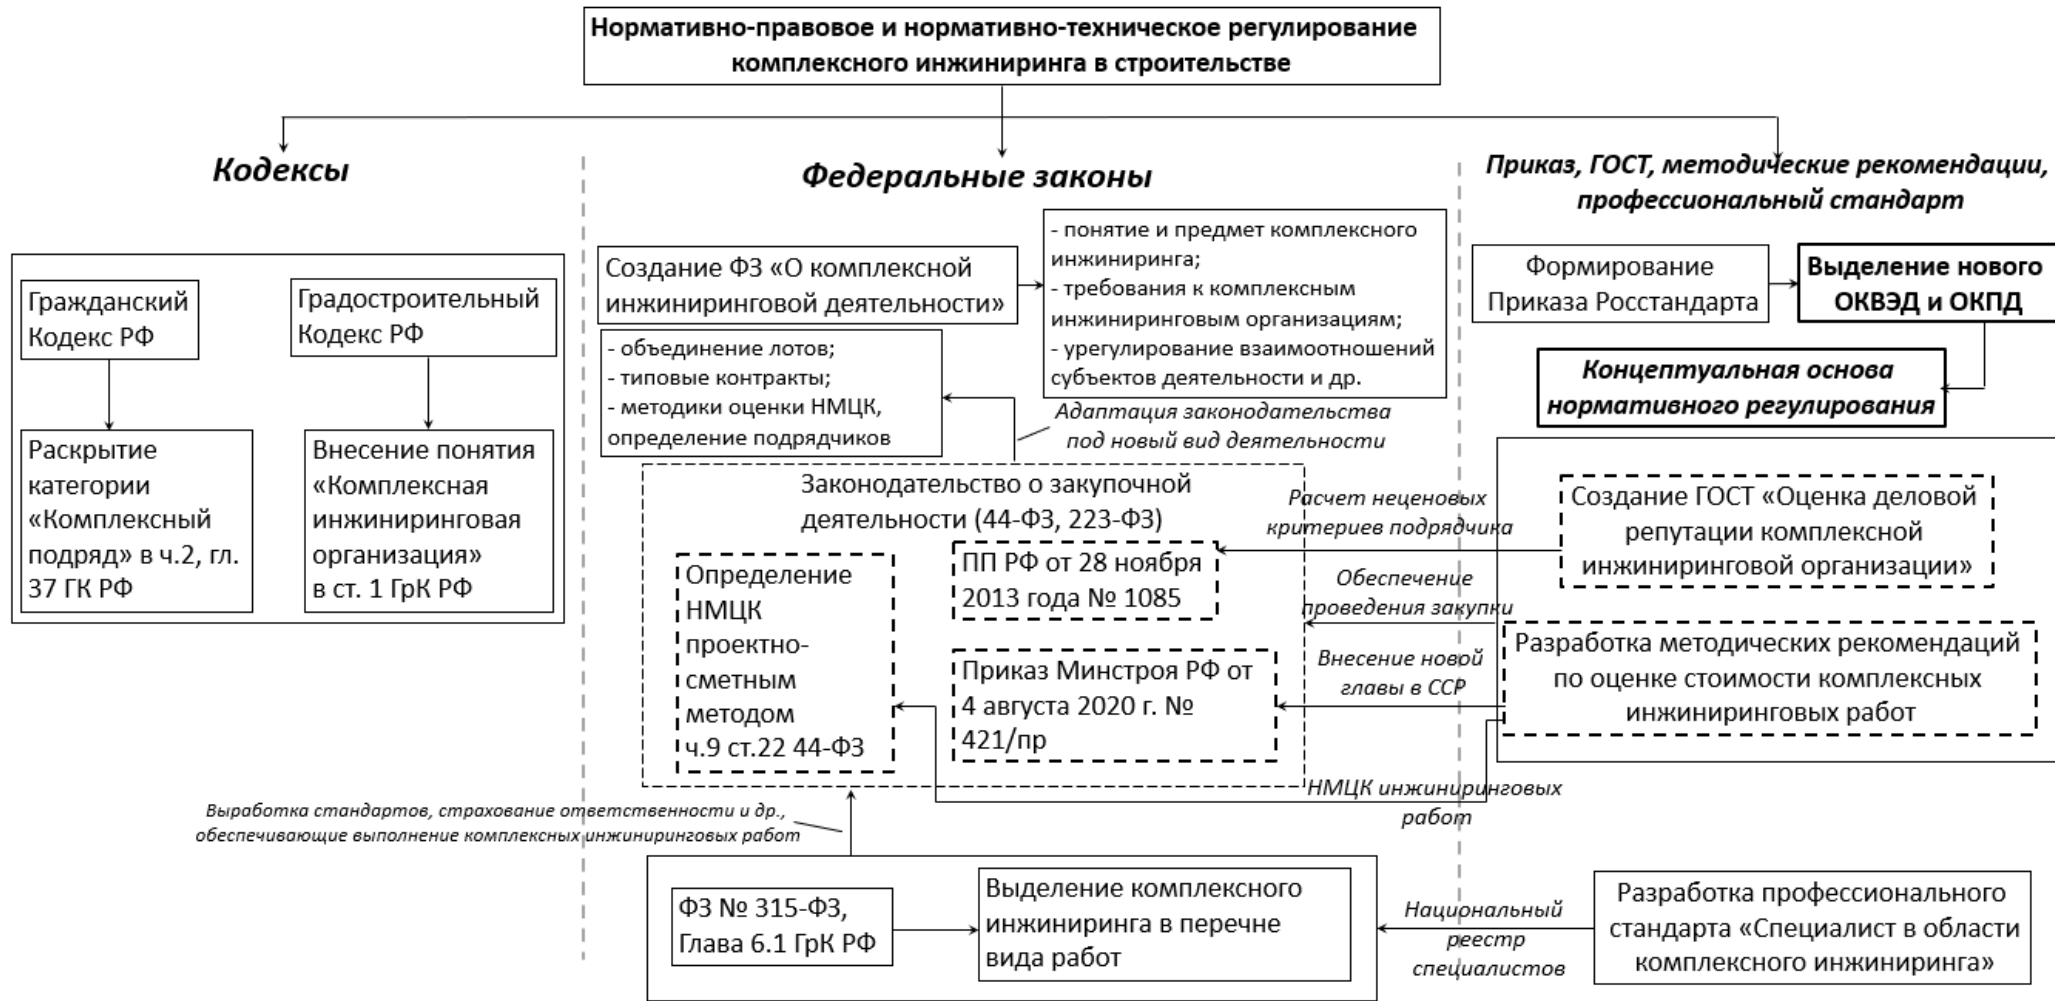 Нормативно-правовое и нормативно-техническое регулирование
комплексного инжиниринга в строительстве
Кодексы
Гражданский
Кодекс РФ
Градостроительный
Кодекс РФ
Раскрытие
категории
«Комплексный
подряд» в ч.2, гл.
37 ГК РФ
Внесение понятия
«Комплексная
инжиниринговая
организация»
в ст. 1 ГрК РФ
Федеральные законы
Создание ФЗ «О комплексной
инжиниринговой деятельности»
- понятие и предмет комплексного
инжиниринга;
- требования к комплексным
инжиниринговым организациям;
- урегулирование взаимоотношений
субъектов деятельности и др.
- объединение лотов;
- типовые контракты;
- методики оценки НМЦК,
определение подрядчиков
Адаптация законодательства
под новый вид деятельности
Законодательство о закупочной
деятельности (44-ФЗ, 223-ФЗ)
Определение
НМЦК
проектно-
сметным
методом
ч.9 ст.22 44-ФЗ
ПП РФ от 28 ноября
2013 года № 1085
Приказ Минстроя РФ от
4 августа 2020 г. №
421/пр
Выработка стандартов, страхование ответственности и др.,
обеспечивающие выполнение комплексных инжиниринговых работ
ФЗ № 315-ФЗ,
Глава 6.1 ГрК РФ
Выделение комплексного
инжиниринга в перечне
вида работ
Приказ, ГОСТ, методические рекомендации,
профессиональный стандарт
Формирование
Приказа Росстандарта
Выделение нового
ОКВЭД и ОКПД
Концептуальная основа
нормативного регулирования
Расчет неценовых
критериев подрядчика
Создание ГОСТ «Оценка деловой
репутации комплексной
инжиниринговой организации»
Обеспечение
проведения закупки
Внесение новой
главы в ССР
Разработка методических рекомендаций
по оценке стоимости комплексных
инжиниринговых работ
НМЦК инжиниринговых
работ
Национальный
реестр
специалистов
Разработка профессионального
стандарта «Специалист в области
комплексного инжиниринга»